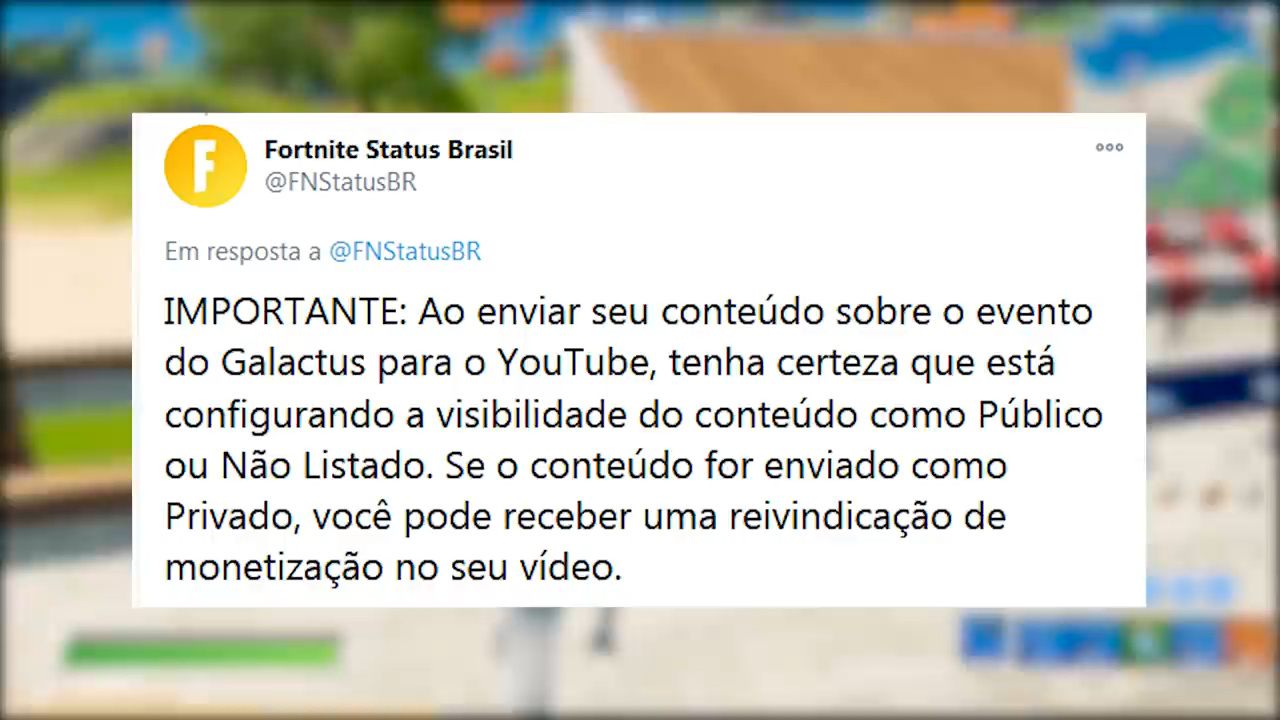 F
Fortnite Status Brasil
@FNStatusBR
Em resposta a @FNStatusBR
IMPORTANTE: Ao enviar seu conteúdo sobre o evento
do Galactus para o YouTube, tenha certeza que está
configurando a visibilidade do conteúdo como Público
ou Não Listado. Se o conteúdo for enviado como
Privado, você pode receber uma reivindicação de
monetização no seu vídeo.